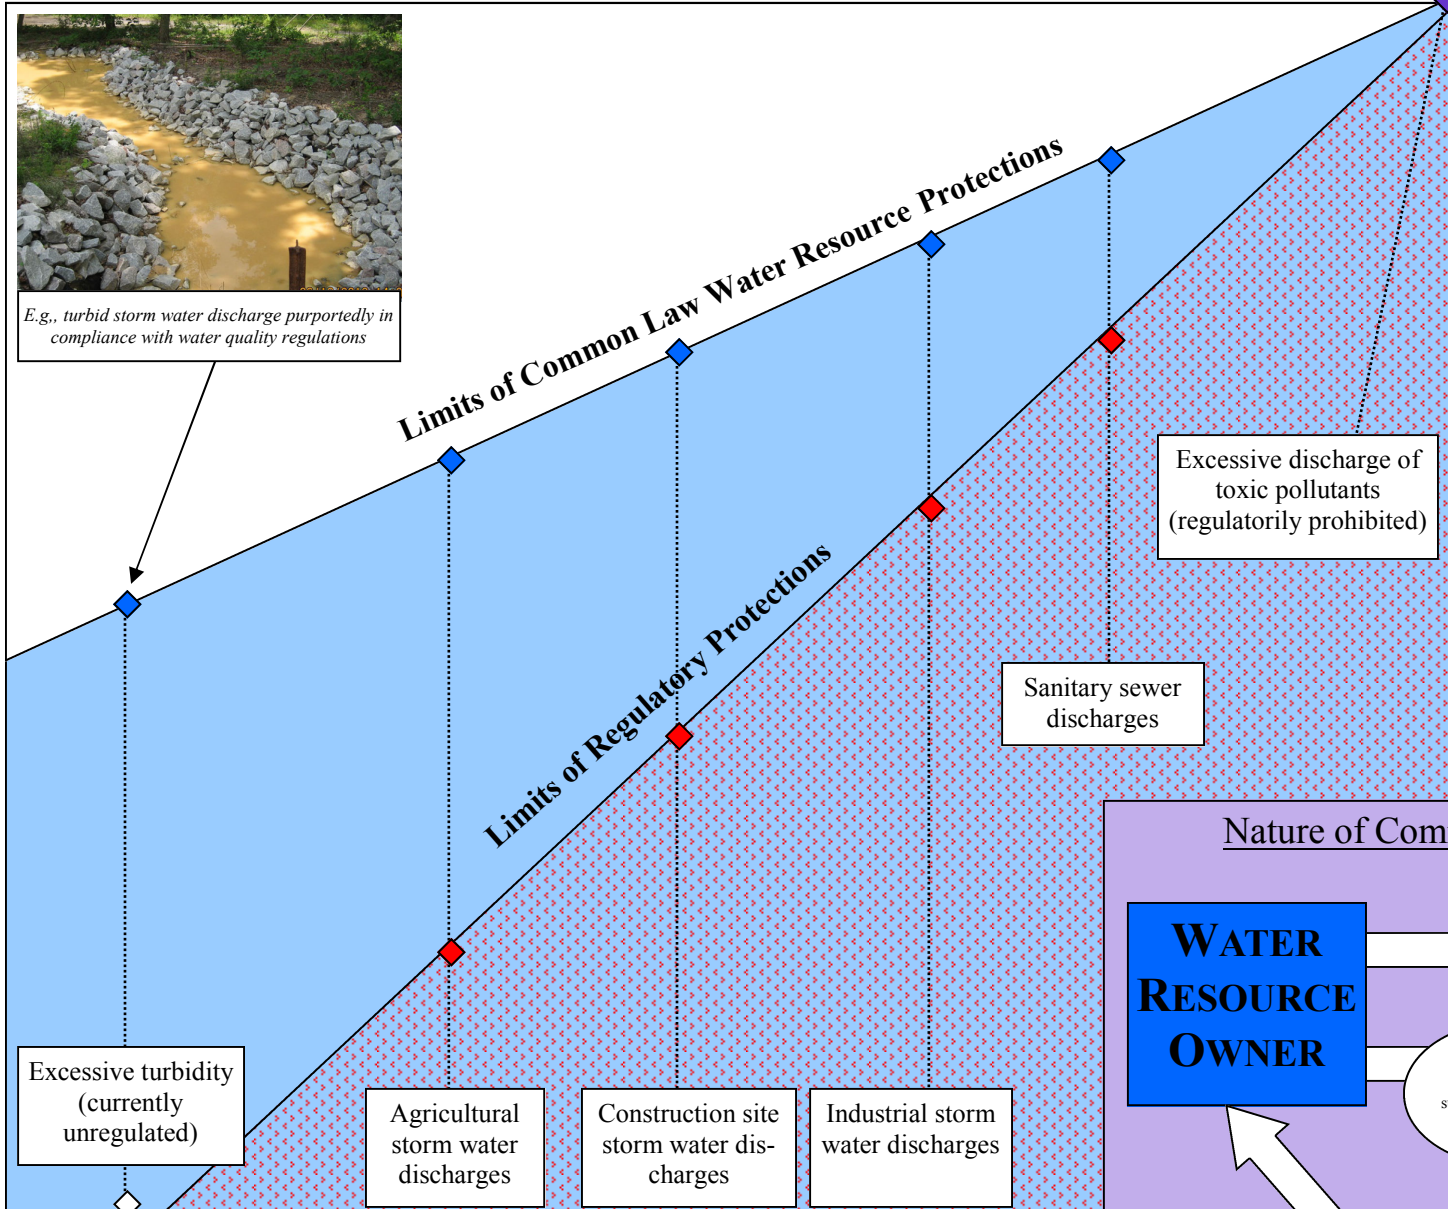 E.g,, turbid storm water discharge purportedly in
compliance with water quality regulations
Limits of Common Law Water Resource Protections
Limits of Regulatory Protections
Excessive discharge of
toxic pollutants
(regulatorily prohibited)
Sanitary sewer
discharges
Nature of Com
WATER
RESOURCE
OWNER
s
Excessive turbidity
(currently
unregulated)
Agricultural
storm water
discharges
Construction site
storm water dis-
charges
Industrial storm
water discharges